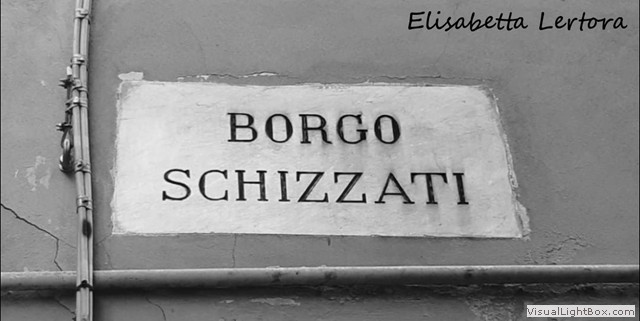 Elisabetta Lertora
BORGO
SCHIZZATI
VisualLightBox.com